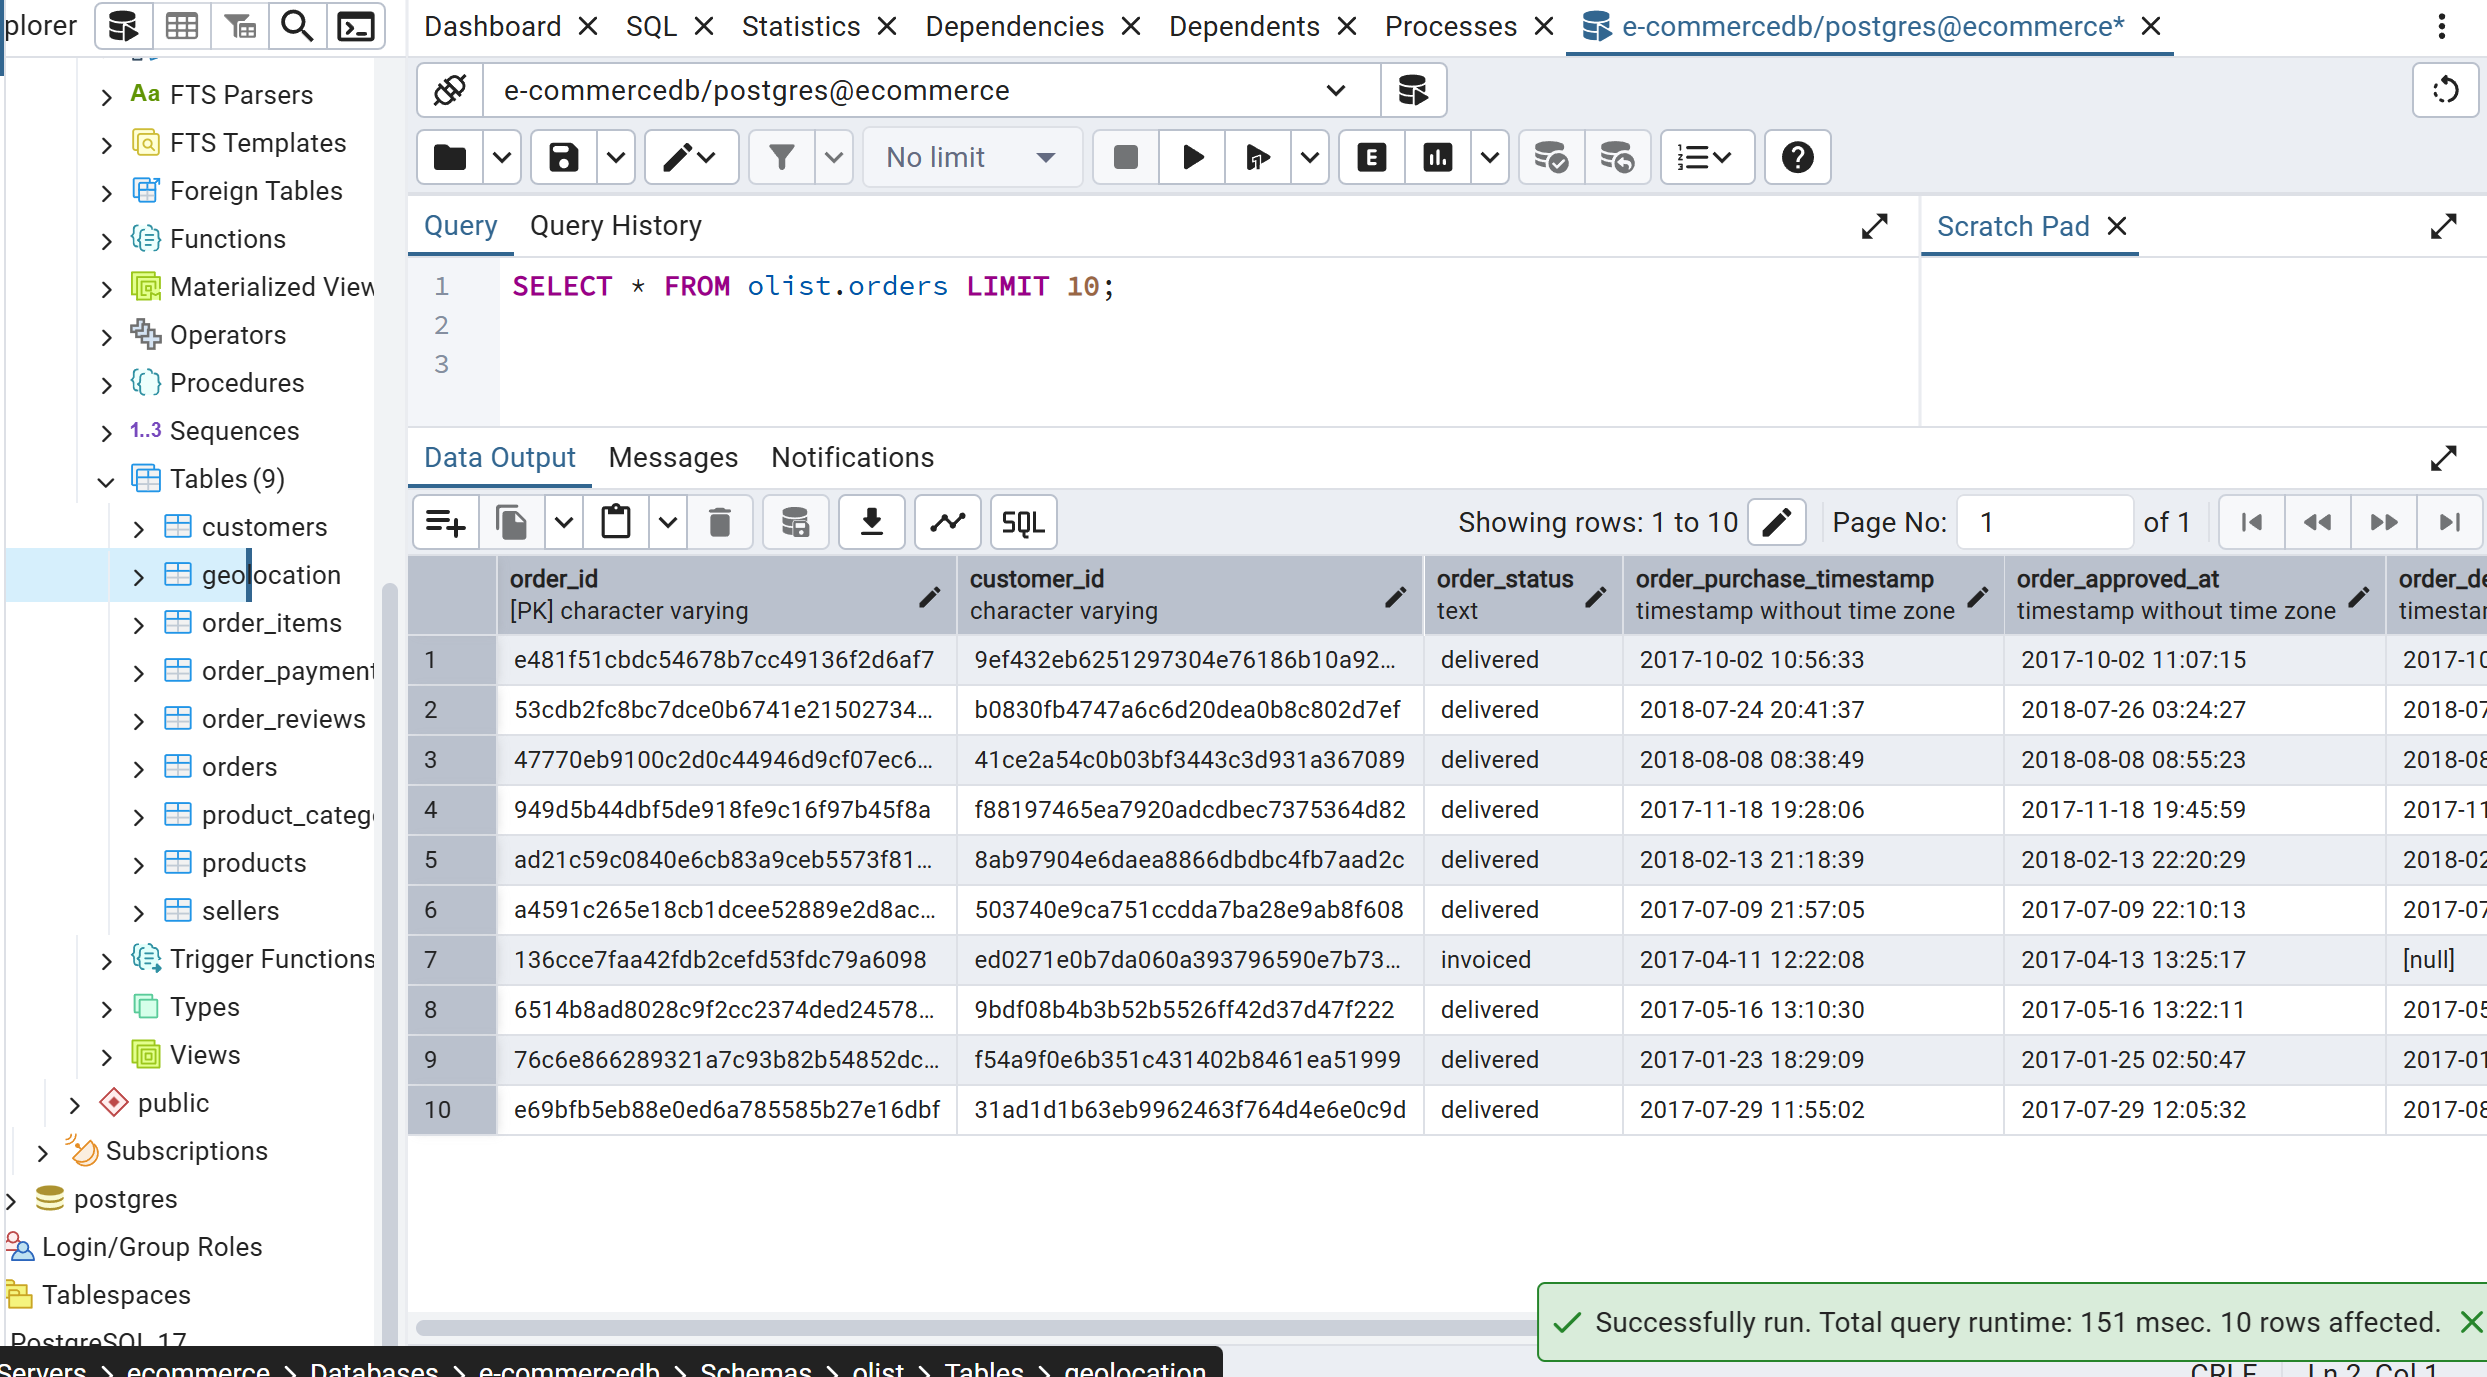 plorer
Dashboard SQL Statistics Dependencies Dependents Processes e-commercedb/postgres@ecommerce*
e-commercedb/postgres@ecommerce
No limit
Query Query History
Scratch Pad
1 SELECT * FROM olist.orders LIMIT 10;
2
3
Aa FTS Parsers
FTS Templates
Foreign Tables
Functions
Materialized View
Operators
Procedures
1..3 Sequences
Tables (9)
customers
geolocation
order_items
order_payment
order_reviews
orders
product_catego
products
sellers
Trigger Functions
Types
Views
public
Subscriptions
postgres
Login/Group Roles
Tablespaces
PostgreSQL 17
Data Output Messages Notifications
SQL Showing rows: 1 to 10 Page No: 1 of 1
order_id customer_id order_status order_purchase_timestamp order_approved_at order_de
[PK] character varying character varying text timestamp without time zone timestamp without time zone timestar
1 e481f51cbdc54678b7cc49136f2d6af7 9ef432eb6251297304e76186b10a92… delivered 2017-10-02 10:56:33 2017-10-02 11:07:15 2017-10
2 53cdb2fc8bc7dce0b6741e21502734… b0830fb4747a6c6d20dea0b8c802d7ef delivered 2018-07-24 20:41:37 2018-07-26 03:24:27 2018-07
3 47770eb9100c2d0c44946d9cf07ec6… 41ce2a54c0b03bf3443c3d931a367089 delivered 2018-08-08 08:38:49 2018-08-08 08:55:23 2018-08
4 949d5b44dbf5de918fe9c16f97b45f8a f88197465ea7920adcdbec7375364d82 delivered 2017-11-18 19:28:06 2017-11-18 19:45:59 2017-11
5 ad21c59c0840e6cb83a9ceb5573f81… 8ab97904e6daea8866dbdbc4fb7aad2c delivered 2018-02-13 21:18:39 2018-02-13 22:20:29 2018-02
6 a4591c265e18cb1dcee52889e2d8ac… 503740e9ca751ccdda7ba28e9ab8f608 delivered 2017-07-09 21:57:05 2017-07-09 22:10:13 2017-07
7 136cce7faa42fdb2cefd53fdc79a6098 ed0271e0b7da060a393796590e7b73… invoiced 2017-04-11 12:22:08 2017-04-13 13:25:17 [null]
8 6514b8ad8028c9f2cc2374ded24578… 9bdf08b4b3b52b5526ff42d37d47f222 delivered 2017-05-16 13:10:30 2017-05-16 13:22:11 2017-05
9 76c6e866289321a7c93b82b54852dc… f54a9f0e6b351c431402b8461ea51999 delivered 2017-01-23 18:29:09 2017-01-25 02:50:47 2017-01
10 e69bfb5eb88e0ed6a785585b27e16dbf 31ad1d1b63eb9962463f764d4e6e0c9d delivered 2017-07-29 11:55:02 2017-07-29 12:05:32 2017-08
Successfully run. Total query runtime: 151 msec. 10 rows affected.
Servers ecommerce Databases e-commercedb Schemas olist Tables geolocation
CRLF Ln 2, Col 1